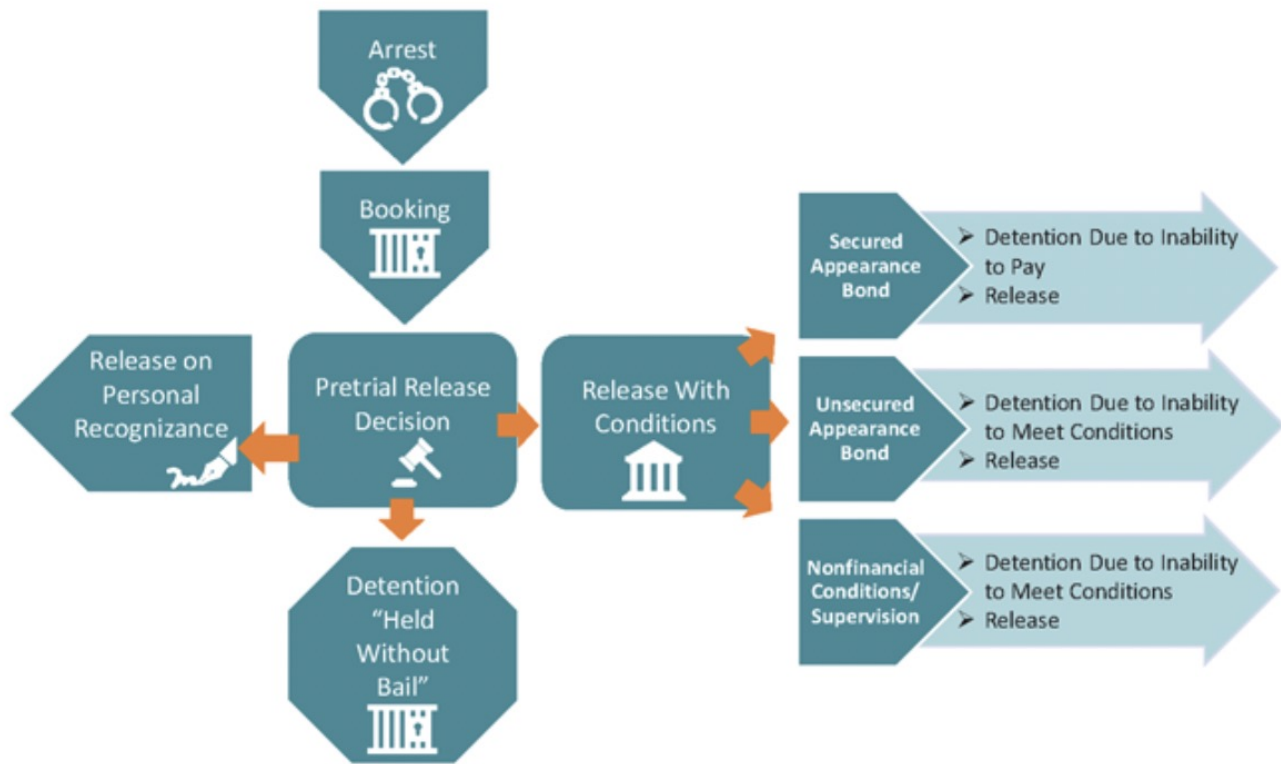 Arrest
Booking
Release on
Personal
Recognizance
Pretrial Release
Decision
Release With
Conditions
Detention
“Held
Without
Bail”
Secured
Appearance
Bond
➢ Detention Due to Inability
to Pay
➢ Release
Unsecured
Appearance
Bond
➢ Detention Due to Inability
to Meet Conditions
➢ Release
Nonfinancial
Conditions/
Supervision
➢ Detention Due to Inability
to Meet Conditions
➢ Release